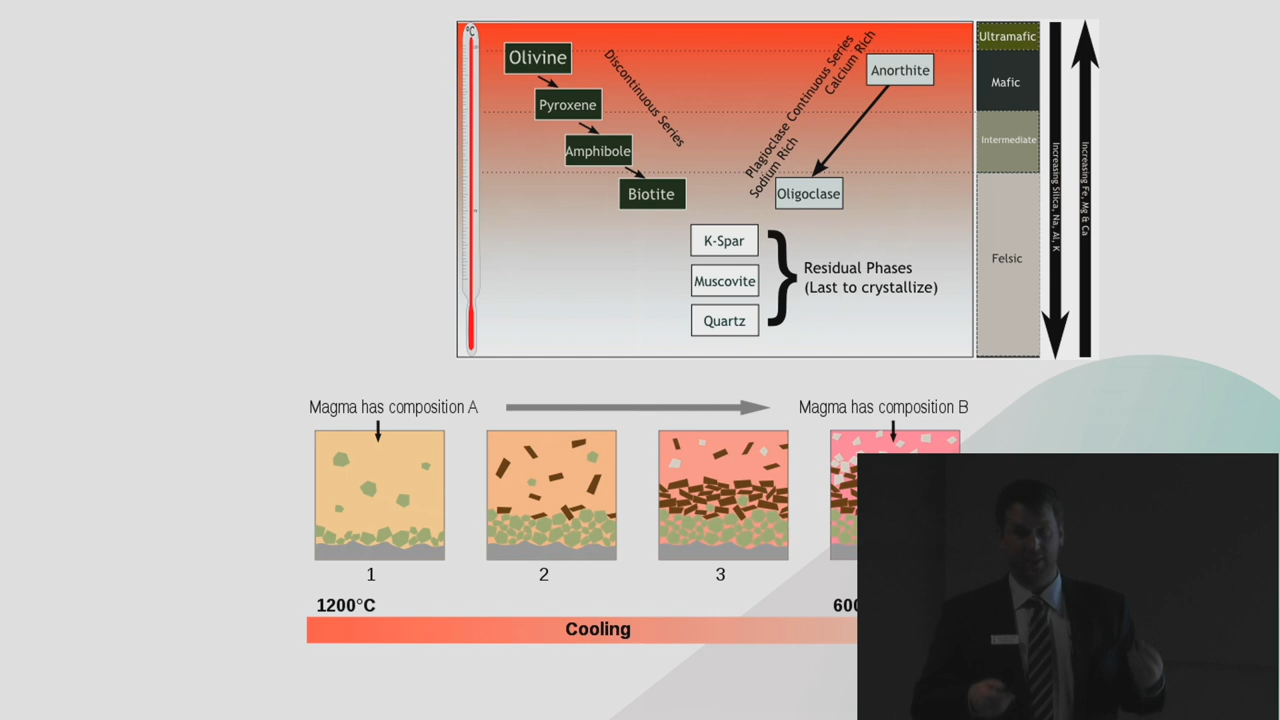 °C
Olivine
Pyroxene
Amphibole
Biotite
Discontinuous Series
Plagioclase Continuous Series
Calcium Rich
Sodium Rich
Anorthite
Oligoclase
K-Spar
Muscovite
Quartz
Residual Phases
(Last to crystallize)
Ultramafic
Mafic
Intermediate
Felsic
Increasing Silica, Na, Al, K
Increasing Fe, Mg & Ca
Magma has composition A
Magma has composition B
1
2
3
1200°C
600
Cooling